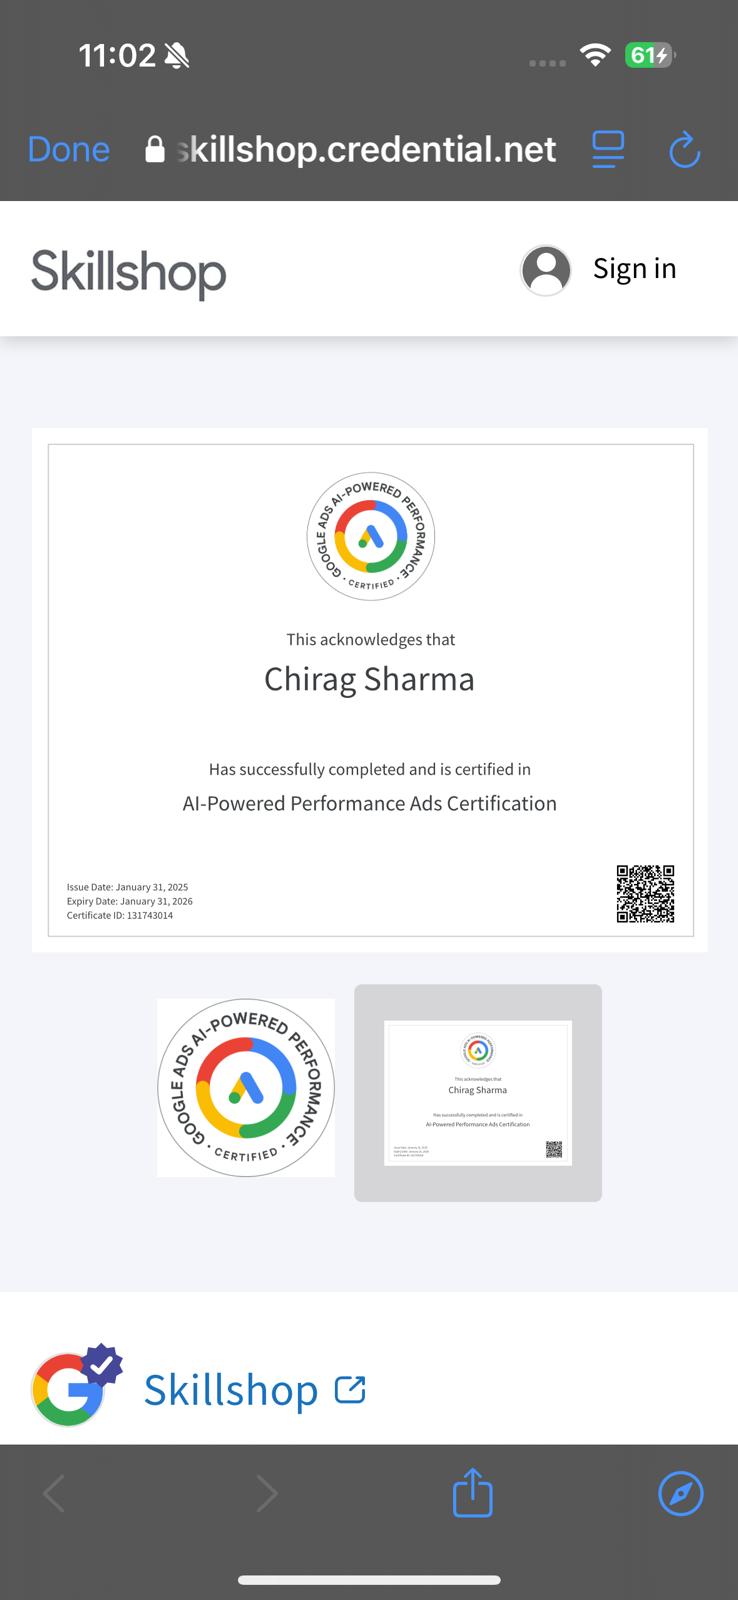 11:02
61
Done
skillshop.credential.net
Skillshop
Sign in
GOOGLE ADS AI-POWERED PERFORMANCE
· CERTIFIED ·
This acknowledges that
Chirag Sharma
Has successfully completed and is certified in
AI-Powered Performance Ads Certification
Issue Date: January 31, 2025
Expiry Date: January 31, 2026
Certificate ID: 131743014
GOOGLE ADS AI-POWERED PERFORMANCE
· CERTIFIED ·
This acknowledges that
Chirag Sharma
Has successfully completed and is certified in
AI-Powered Performance Ads Certification
Skillshop